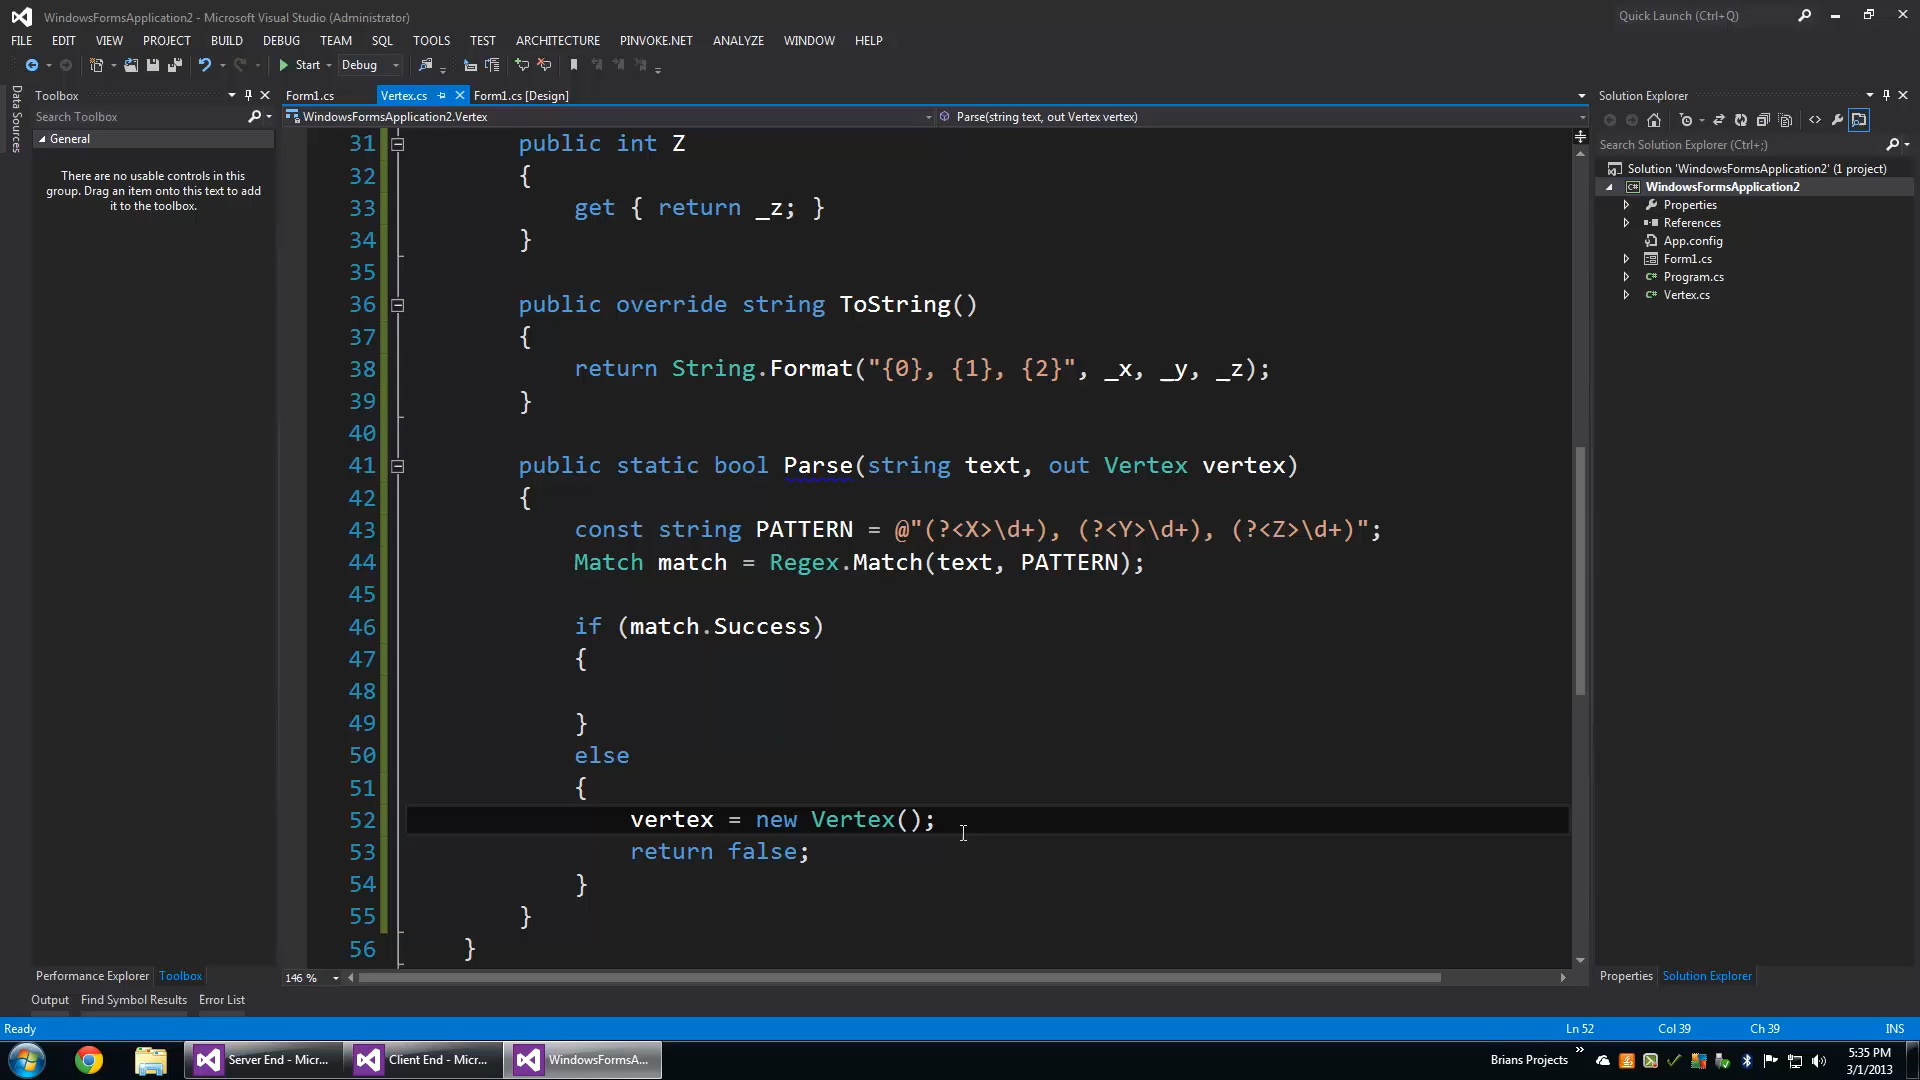 WindowsFormsApplication2 - Microsoft Visual Studio (Administrator)
Quick Launch (Ctrl+Q)
FILE EDIT VIEW PROJECT BUILD DEBUG TEAM SQL TOOLS TEST ARCHITECTURE PINVOKE.NET ANALYZE WINDOW HELP
Start Debug
Data Sources
Toolbox
Search Toolbox
General
There are no usable controls in this
group. Drag an item onto this text to add
it to the toolbox.
Form1.cs Vertex.cs Form1.cs [Design]
WindowsFormsApplication2.Vertex Parse(string text, out Vertex vertex)
31 public int Z
32 {
33 get { return _z; }
34 }
35
36 public override string ToString()
37 {
38 return String.Format("{0}, {1}, {2}", _x, _y, _z);
39 }
40
41 public static bool Parse(string text, out Vertex vertex)
42 {
43 const string PATTERN = @"(?<X>\d+), (?<Y>\d+), (?<Z>\d+)";
44 Match match = Regex.Match(text, PATTERN);
45
46 if (match.Success)
47 {
48
49 }
50 else
51 {
52 vertex = new Vertex();
53 return false;
54 }
55 }
56 }
146 %
Solution Explorer
Search Solution Explorer (Ctrl+;)
Solution 'WindowsFormsApplication2' (1 project)
C# WindowsFormsApplication2
Properties
References
App.config
Form1.cs
C# Program.cs
C# Vertex.cs
Performance Explorer Toolbox
Properties Solution Explorer
Output Find Symbol Results Error List
Ready Ln 52 Col 39 Ch 39 INS
Server End - Micr... Client End - Micr... WindowsFormsA...
Brians Projects
5:35 PM
3/1/2013